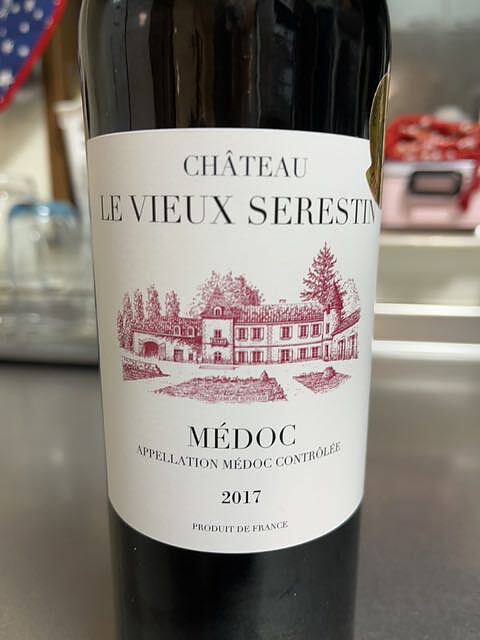 CHÂTEAU
LE VIEUX SERESTIN
MÉDOC
APPELLATION MÉDOC CONTRÔLÉE
2017
PRODUIT DE FRANCE